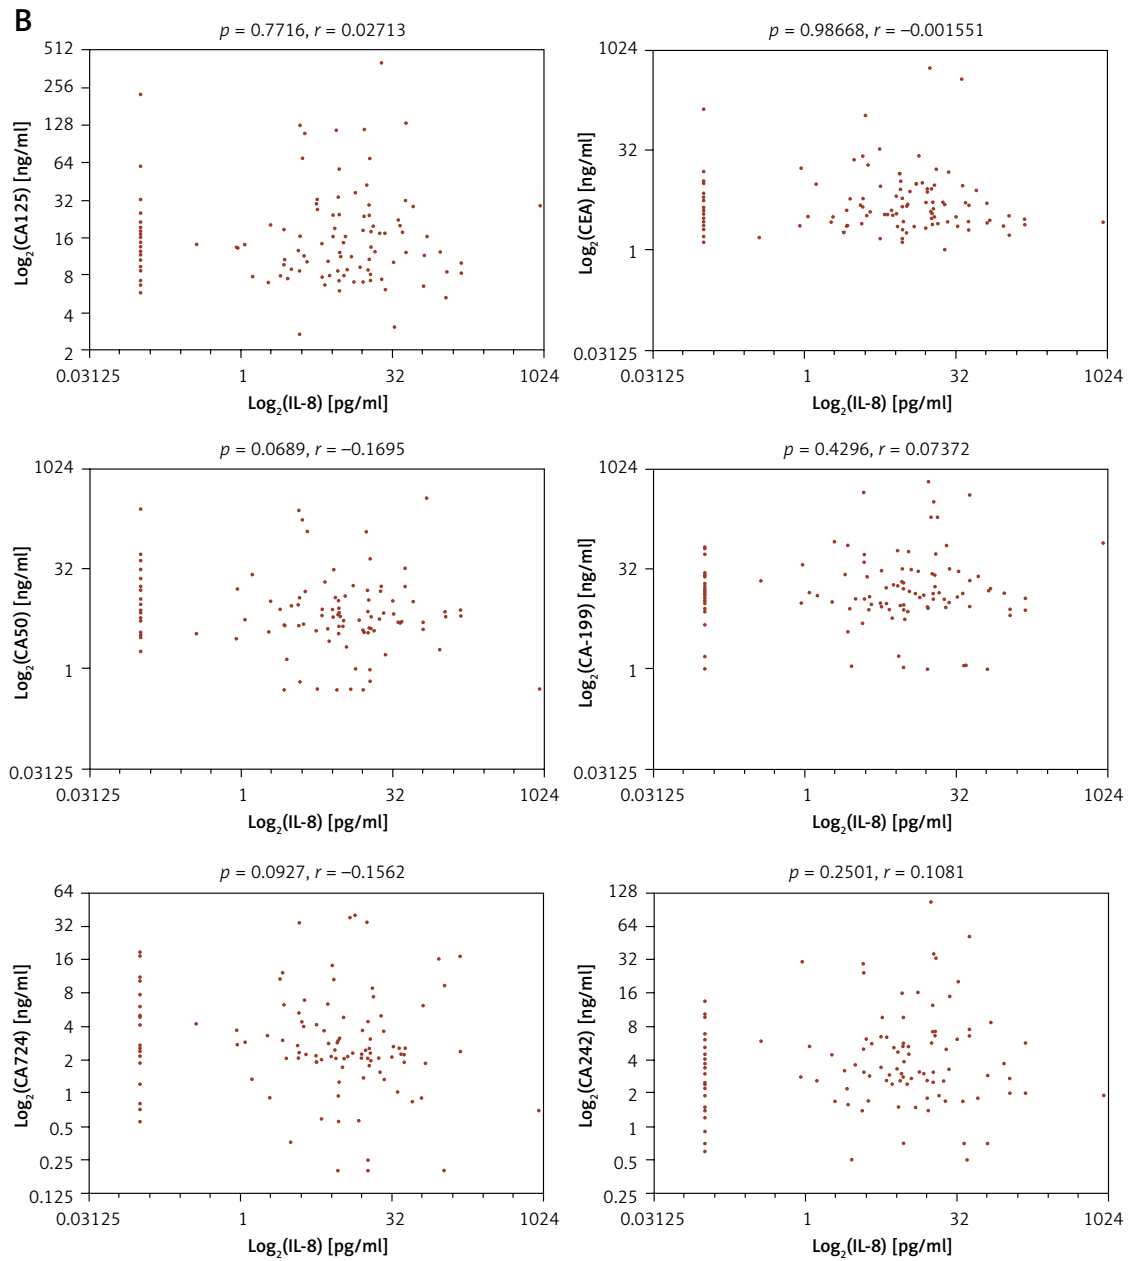 B
p = 0.7716, r = 0.02713
512
256
128
64
32
16
8
4
2
Log2(CA125) [ng/ml]
0.03125 1 32 1024
Log2(IL-8) [pg/ml]
p = 0.98668, r = –0.001551
1024
32
1
0.03125
Log2(CEA) [ng/ml]
0.03125 1 32 1024
Log2(IL-8) [pg/ml]
p = 0.0689, r = –0.1695
1024
32
1
0.03125
Log2(CA50) [ng/ml]
0.03125 1 32 1024
Log2(IL-8) [pg/ml]
p = 0.4296, r = 0.07372
1024
32
1
0.03125
Log2(CA-199) [ng/ml]
0.03125 1 32 1024
Log2(IL-8) [pg/ml]
p = 0.0927, r = –0.1562
64
32
16
8
4
2
1
0.5
0.25
0.125
Log2(CA724) [ng/ml]
0.03125 1 32 1024
Log2(IL-8) [pg/ml]
p = 0.2501, r = 0.1081
128
64
32
16
8
4
2
1
0.5
0.25
Log2(CA242) [ng/ml]
0.03125 1 32 1024
Log2(IL-8) [pg/ml]